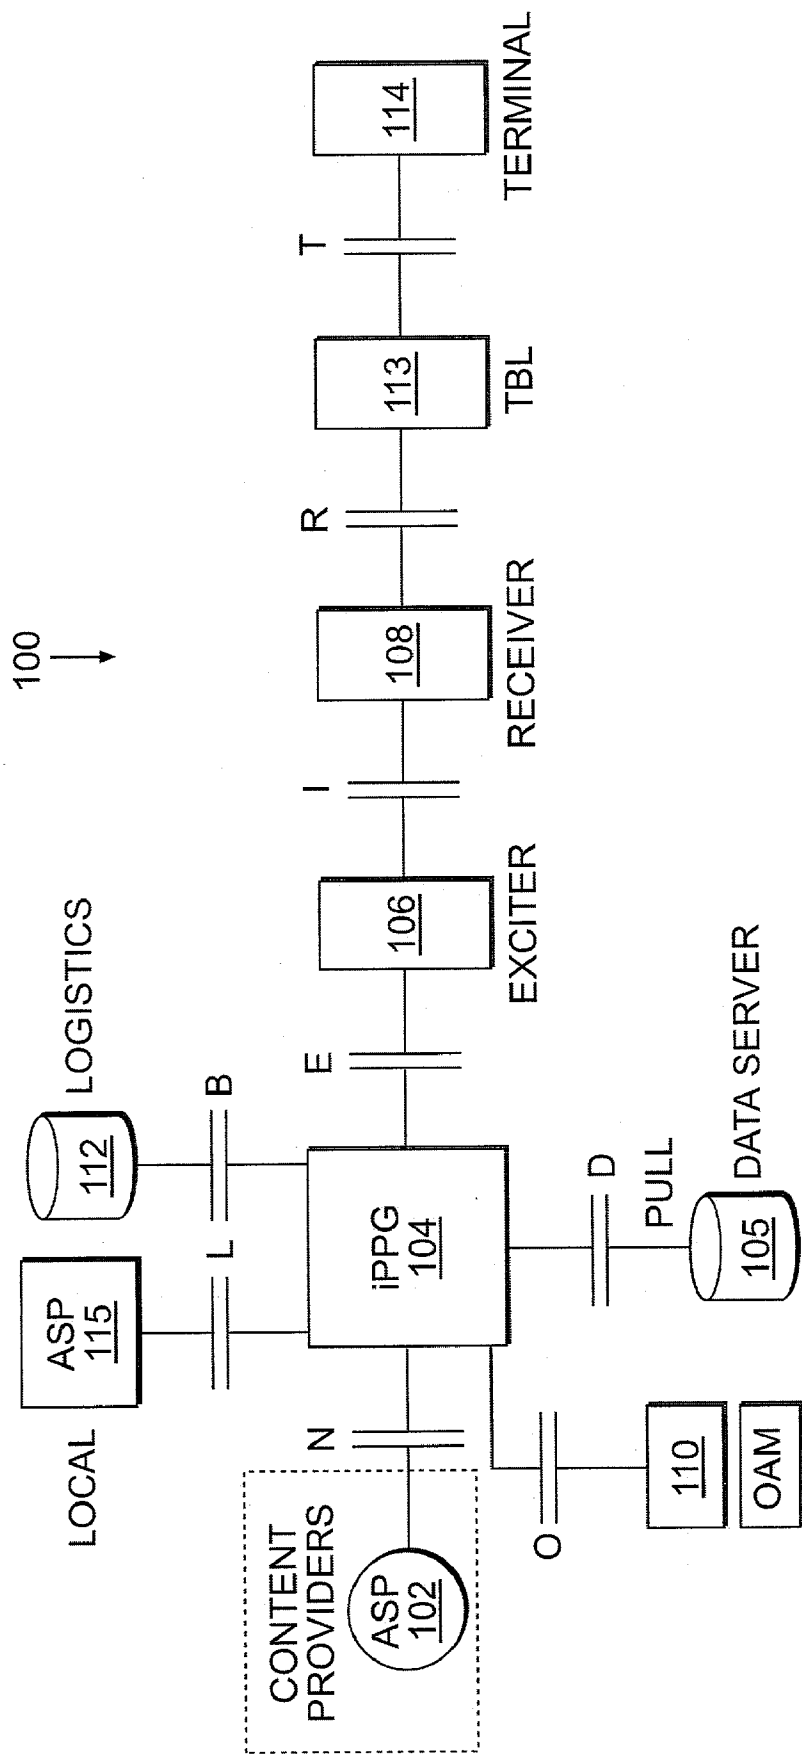 100
LOCAL
ASP
115
L
LOGISTICS
112
B
CONTENT
PROVIDERS
ASP
102
N
iPPG
104
E
106
EXCITER
I
108
RECEIVER
R
113
TBL
T
114
TERMINAL
O
110
OAM
D
PULL
105
DATA SERVER